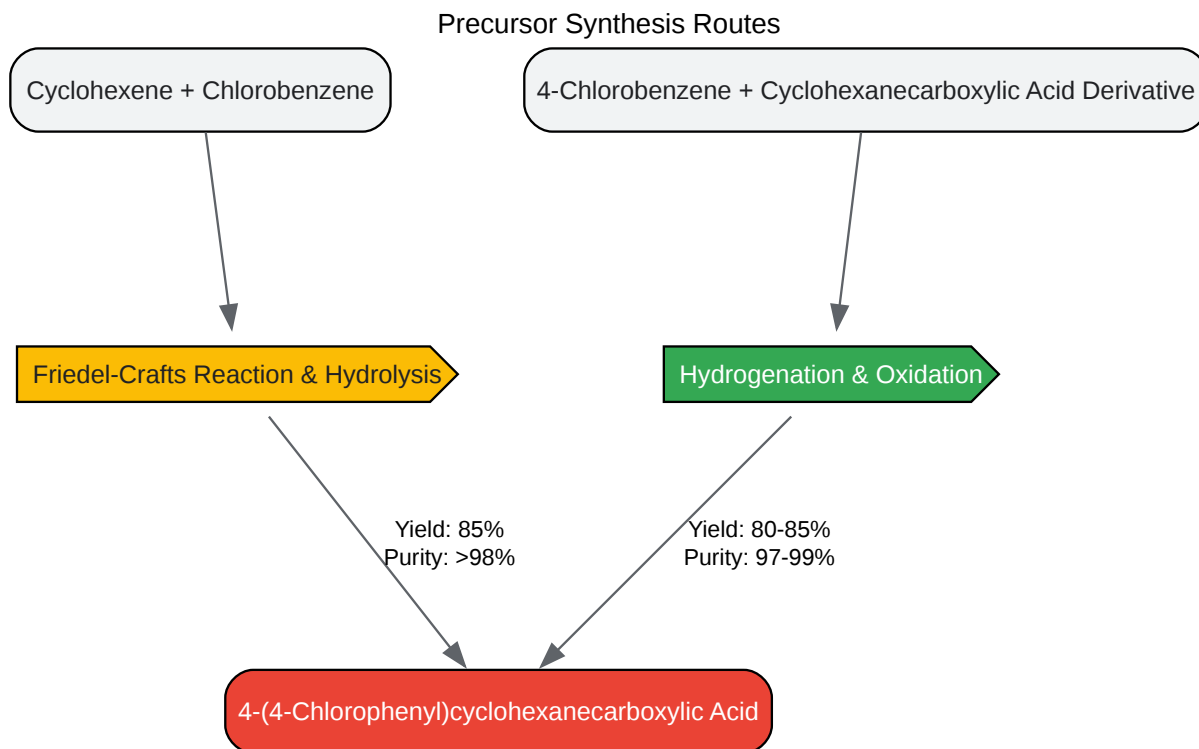 Precursor Synthesis Routes
Cyclohexene + Chlorobenzene
4-Chlorobenzene + Cyclohexanecarboxylic Acid Derivative
Friedel-Crafts Reaction & Hydrolysis
Hydrogenation & Oxidation
Yield: 85%
Purity: >98%
Yield: 80-85%
Purity: 97-99%
4-(4-Chlorophenyl)cyclohexanecarboxylic Acid